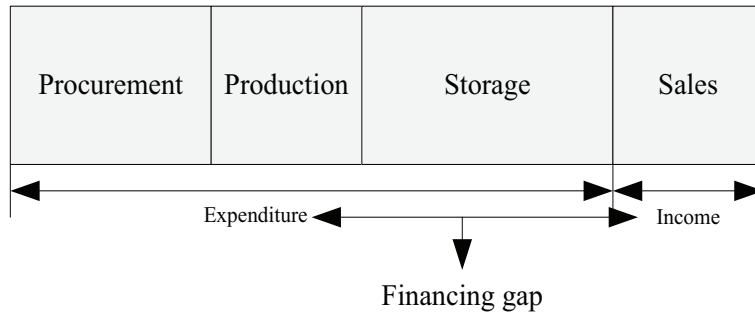 Procurement
Production
Storage
Sales
Expenditure
Income
Financing gap